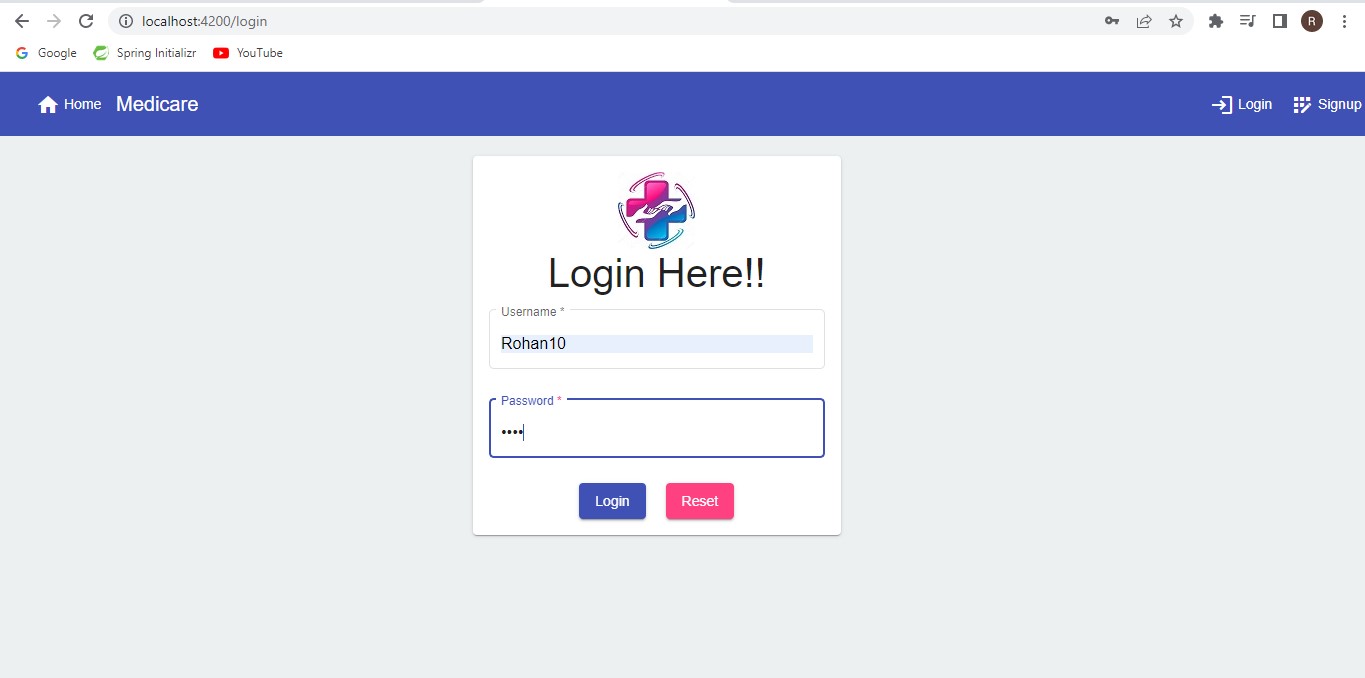 localhost:4200/login
R
Google Spring Initializr YouTube
Home Medicare Login Signup
Login Here!!
Username *
Rohan10
Password *
••••
Login Reset